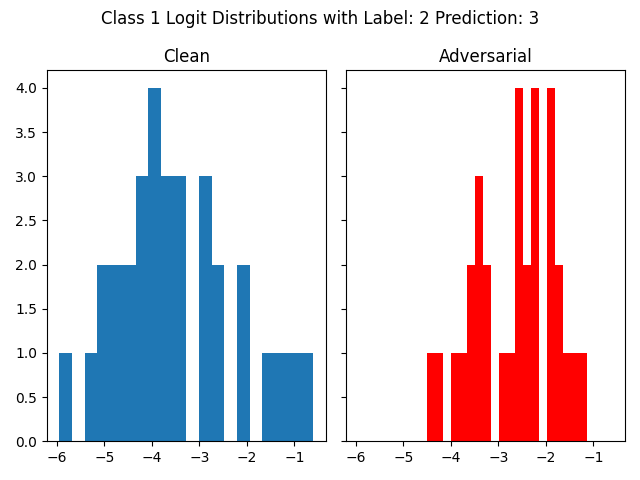 Class 1 Logit Distributions with Label: 2 Prediction: 3
Clean
Adversarial
4.0
3.5
3.0
2.5
2.0
1.5
1.0
0.5
0.0
−6 −5 −4 −3 −2 −1
−6 −5 −4 −3 −2 −1